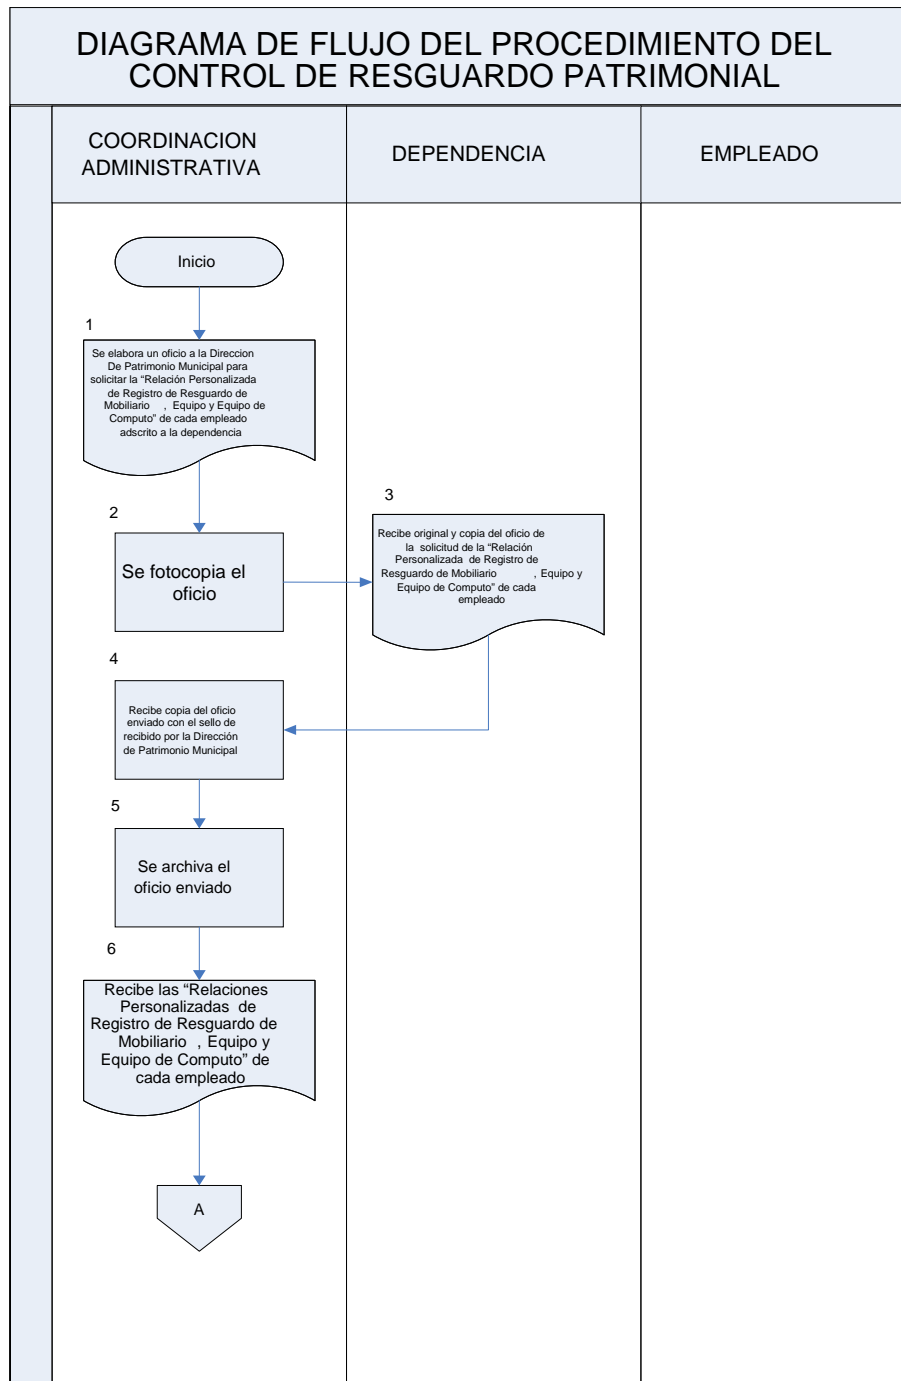 DIAGRAMA DE FLUJO DEL PROCEDIMIENTO DEL
CONTROL DE RESGUARDO PATRIMONIAL
COORDINACION
ADMINISTRATIVA
DEPENDENCIA
EMPLEADO
Inicio
1
Se elabora un oficio a la Direccion
De Patrimonio Municipal para
solicitar la “Relación Personalizada
de Registro de Resguardo de
Mobiliario , Equipo y Equipo de
Computo” de cada empleado
adscrito a la dependencia
2
Se fotocopia el
oficio
3
Recibe original y copia del oficio de
la solicitud de la “Relación
Personalizada de Registro de
Resguardo de Mobiliario , Equipo y
Equipo de Computo” de cada
empleado
4
Recibe copia del oficio
enviado con el sello de
recibido por la Dirección
de Patrimonio Municipal
5
Se archiva el
oficio enviado
6
Recibe las “Relaciones
Personalizadas de
Registro de Resguardo de
Mobiliario , Equipo y
Equipo de Computo” de
cada empleado
A